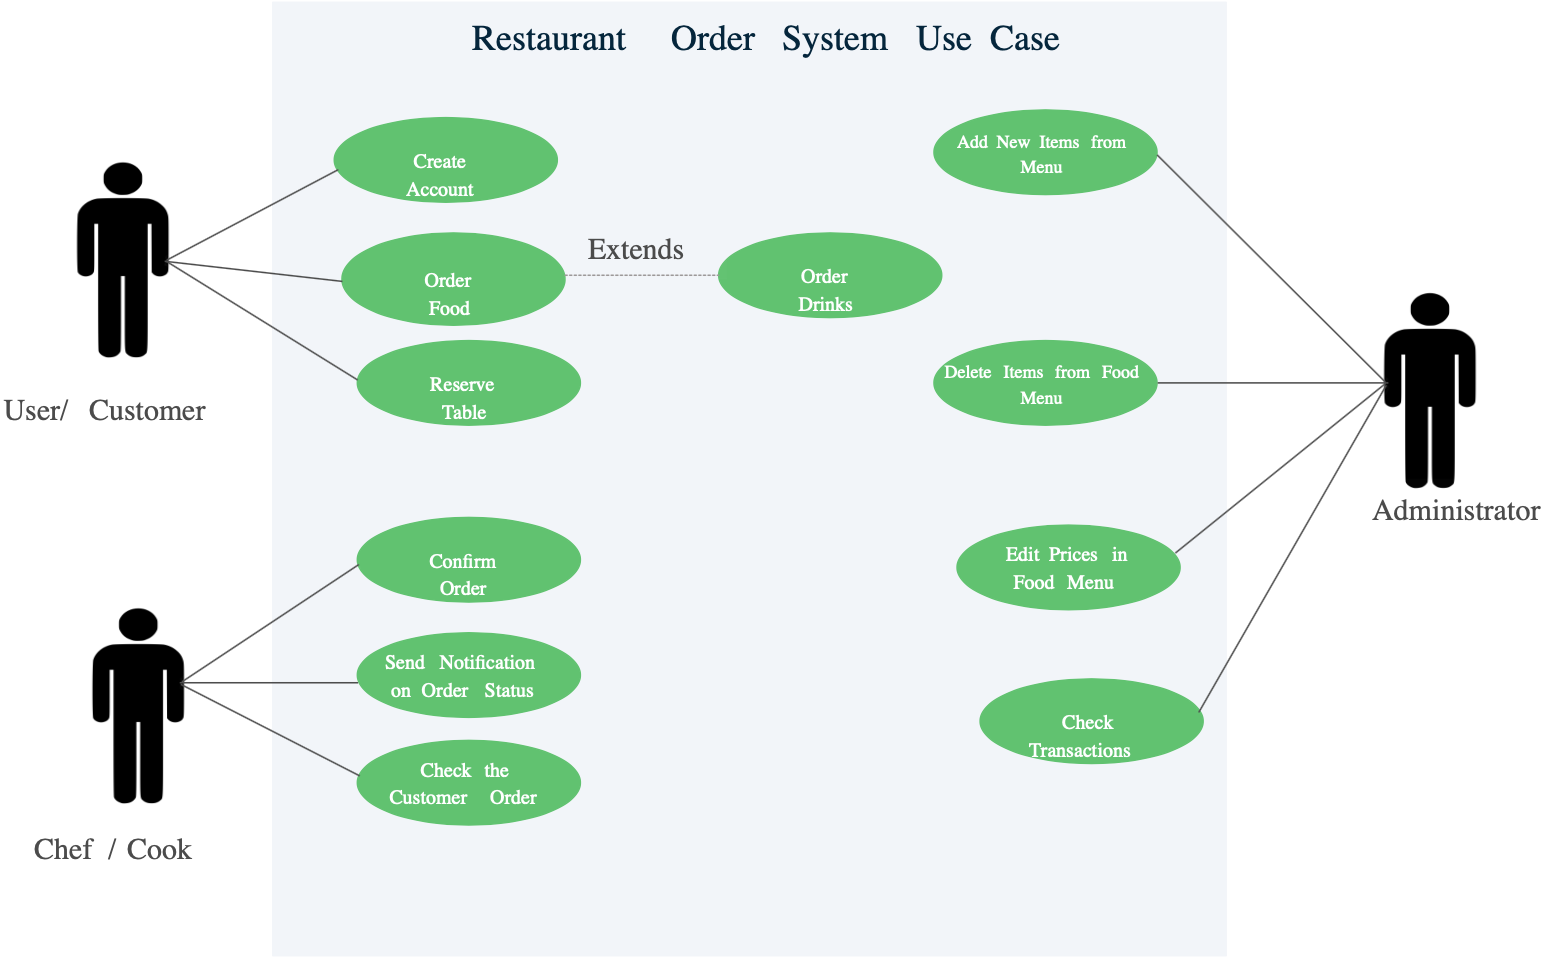 Restaurant Order System Use Case
Create
Account
Order
Food
Extends
Order
Drinks
Reserve
Table
User/ Customer
Confirm
Order
Send Notification
on Order Status
Check the
Customer Order
Chef / Cook
Add New Items from
Menu
Delete Items from Food
Menu
Edit Prices in
Food Menu
Check
Transactions
Administrator